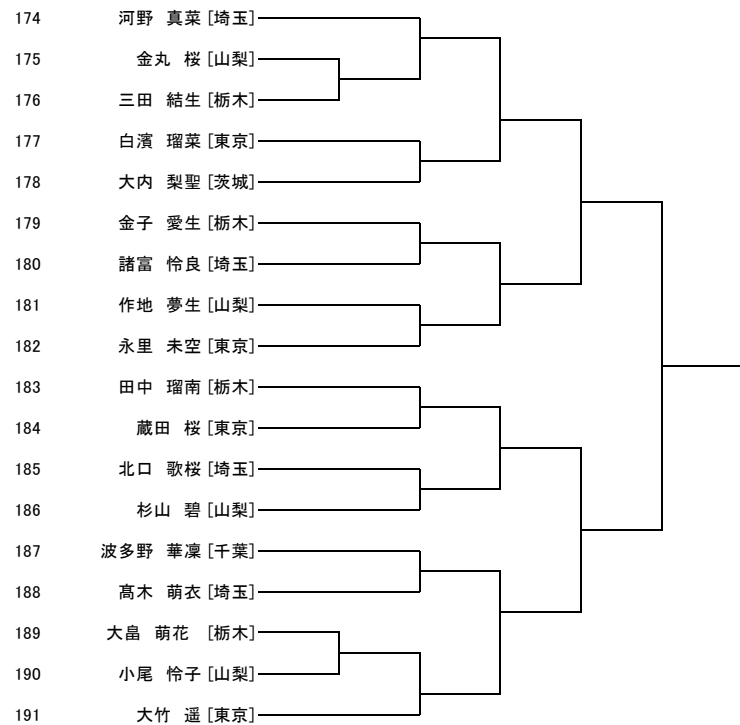 174 河野 真菜 [埼玉]
175 金丸 桜 [山梨]
176 三田 結生 [栃木]
177 白濱 瑠菜 [東京]
178 大内 梨聖 [茨城]
179 金子 愛生 [栃木]
180 諸富 怜良 [埼玉]
181 作地 夢生 [山梨]
182 永里 未空 [東京]
183 田中 瑠南 [栃木]
184 蔵田 桜 [東京]
185 北口 歌桜 [埼玉]
186 杉山 碧 [山梨]
187 波多野 華凜 [千葉]
188 髙木 萌衣 [埼玉]
189 大畠 萌花 [栃木]
190 小尾 怜子 [山梨]
191 大竹 遥 [東京]